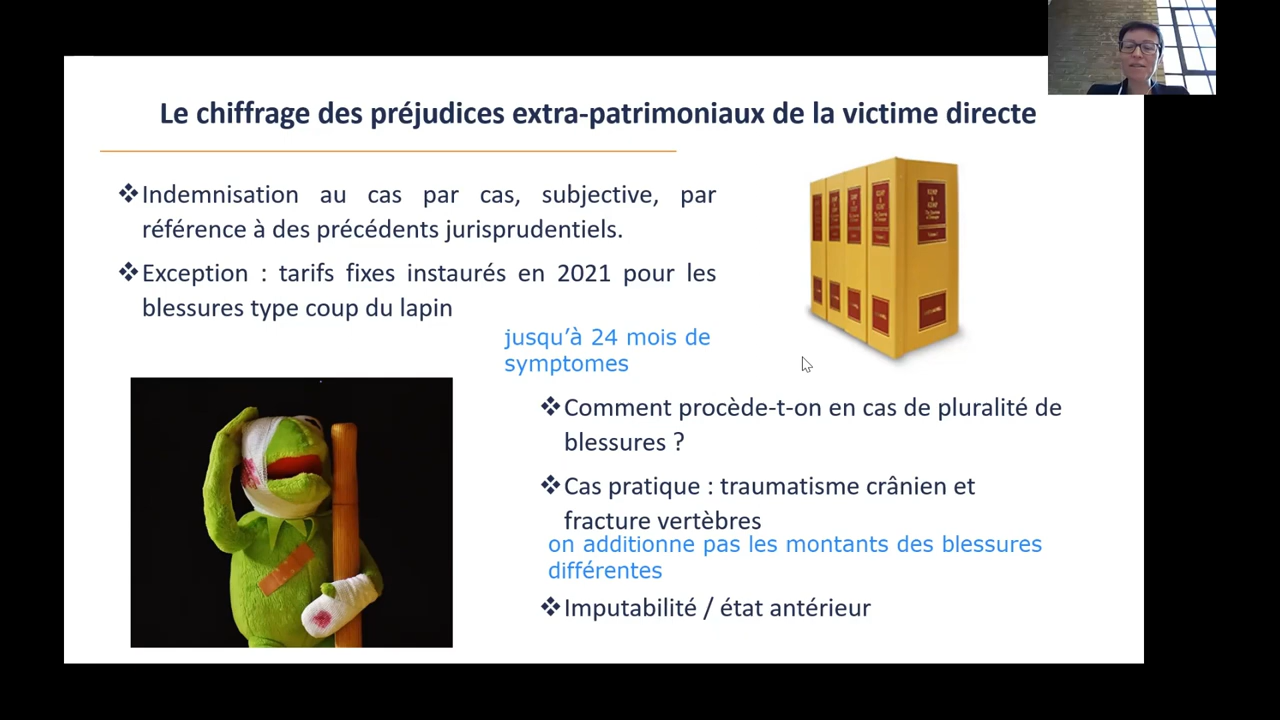 Le chiffrage des préjudices extra-patrimoniaux de la victime directe
Indemnisation au cas par cas, subjective, par
référence à des précédents jurisprudentiels.
Exception : tarifs fixes instaurés en 2021 pour les
blessures type coup du lapin
jusqu’à 24 mois de
symptomes
KEMP
&
KEMP
Comment procède-t-on en cas de pluralité de
blessures ?
Cas pratique : traumatisme crânien et
fracture vertèbres
on additionne pas les montants des blessures
différentes
Imputabilité / état antérieur